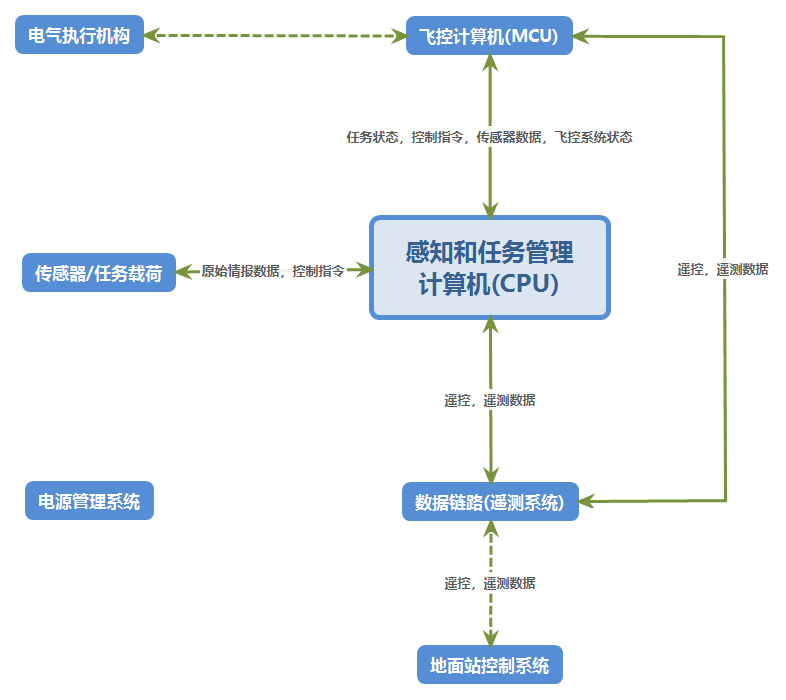 电气执行机构
飞控计算机(MCU)
任务状态，控制指令，传感器数据，飞控系统状态
感知和任务管理
计算机(CPU)
传感器/任务载荷
原始情报数据，控制指令
遥控，遥测数据
遥控，遥测数据
电源管理系统
数据链路(遥测系统)
遥控，遥测数据
地面站控制系统